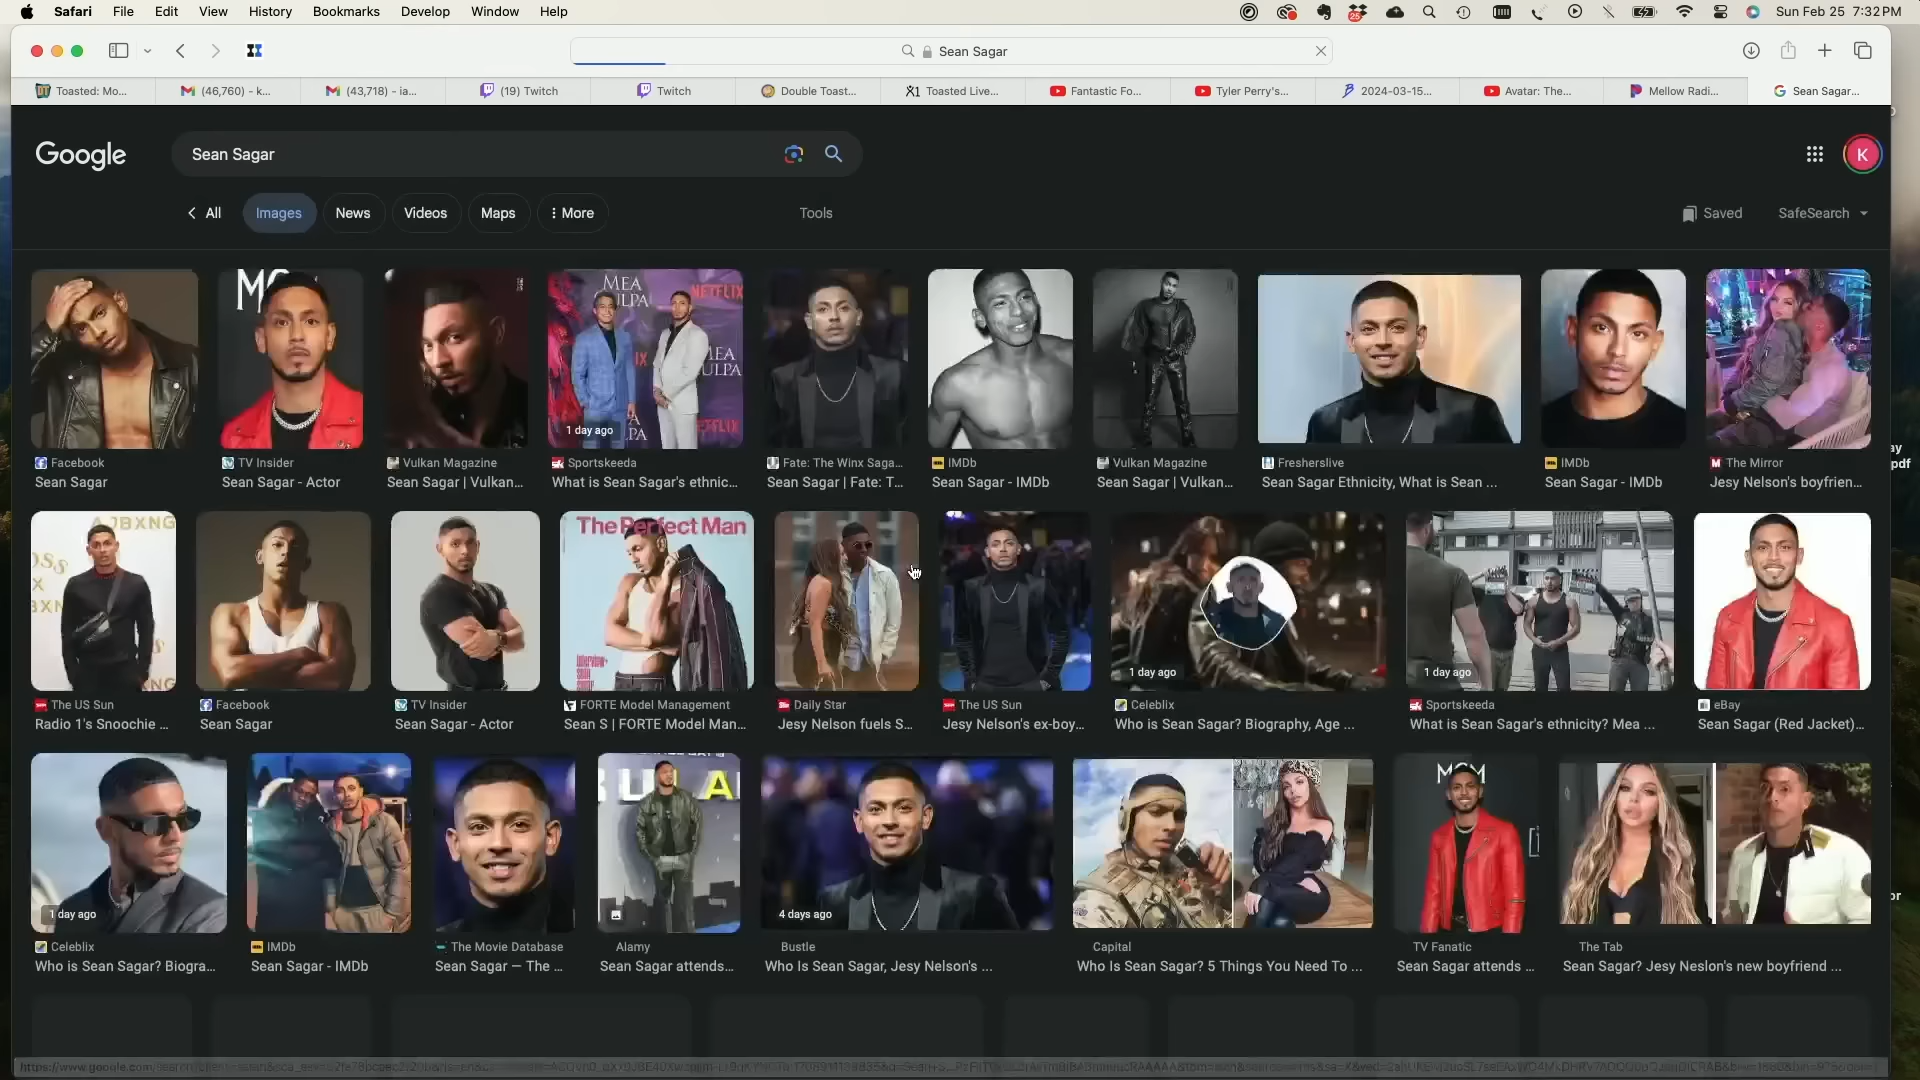 Safari File Edit View History Bookmarks Develop Window Help
25
Sun Feb 25 7:32 PM
Sean Sagar
Toasted: Mo...
(46,760) - k...
(43,718) - ia...
(19) Twitch
Twitch
Double Toast...
Toasted Live...
Fantastic Fo...
Tyler Perry's...
2024-03-15...
Avatar: The...
Mellow Radi...
Sean Sagar...
Google
Sean Sagar
K
All
Images
News
Videos
Maps
More
Tools
Saved
SafeSearch
MEA
NETFLIX
1 day ago
Facebook
Sean Sagar
TV Insider
Sean Sagar - Actor
Vulkan Magazine
Sean Sagar | Vulkan...
Sportskeeda
What is Sean Sagar's ethnic...
Fate: The Winx Saga...
Sean Sagar | Fate: T...
IMDb
Sean Sagar - IMDb
Vulkan Magazine
Sean Sagar | Vulkan...
Fresherslive
Sean Sagar Ethnicity, What is Sean ...
IMDb
Sean Sagar - IMDb
The Mirror
Jesy Nelson's boyfrien...
ay
pdf
AJBXNG
The Perfect Man
1 day ago
1 day ago
The US Sun
Radio 1's Snoochie ...
Facebook
Sean Sagar
TV Insider
Sean Sagar - Actor
FORTE Model Management
Sean S | FORTE Model Man...
Daily Star
Jesy Nelson fuels S...
The US Sun
Jesy Nelson's ex-boy...
Celeblix
Who is Sean Sagar? Biography, Age ...
Sportskeeda
What is Sean Sagar's ethnicity? Mea ...
eBay
Sean Sagar (Red Jacket)...
MCM
1 day ago
4 days ago
or
Celeblix
Who is Sean Sagar? Biogra...
IMDb
Sean Sagar - IMDb
The Movie Database
Sean Sagar — The ...
Alamy
Sean Sagar attends...
Bustle
Who Is Sean Sagar, Jesy Nelson's ...
Capital
Who Is Sean Sagar? 5 Things You Need To ...
TV Fanatic
Sean Sagar attends ...
The Tab
Sean Sagar? Jesy Neslon's new boyfriend ...